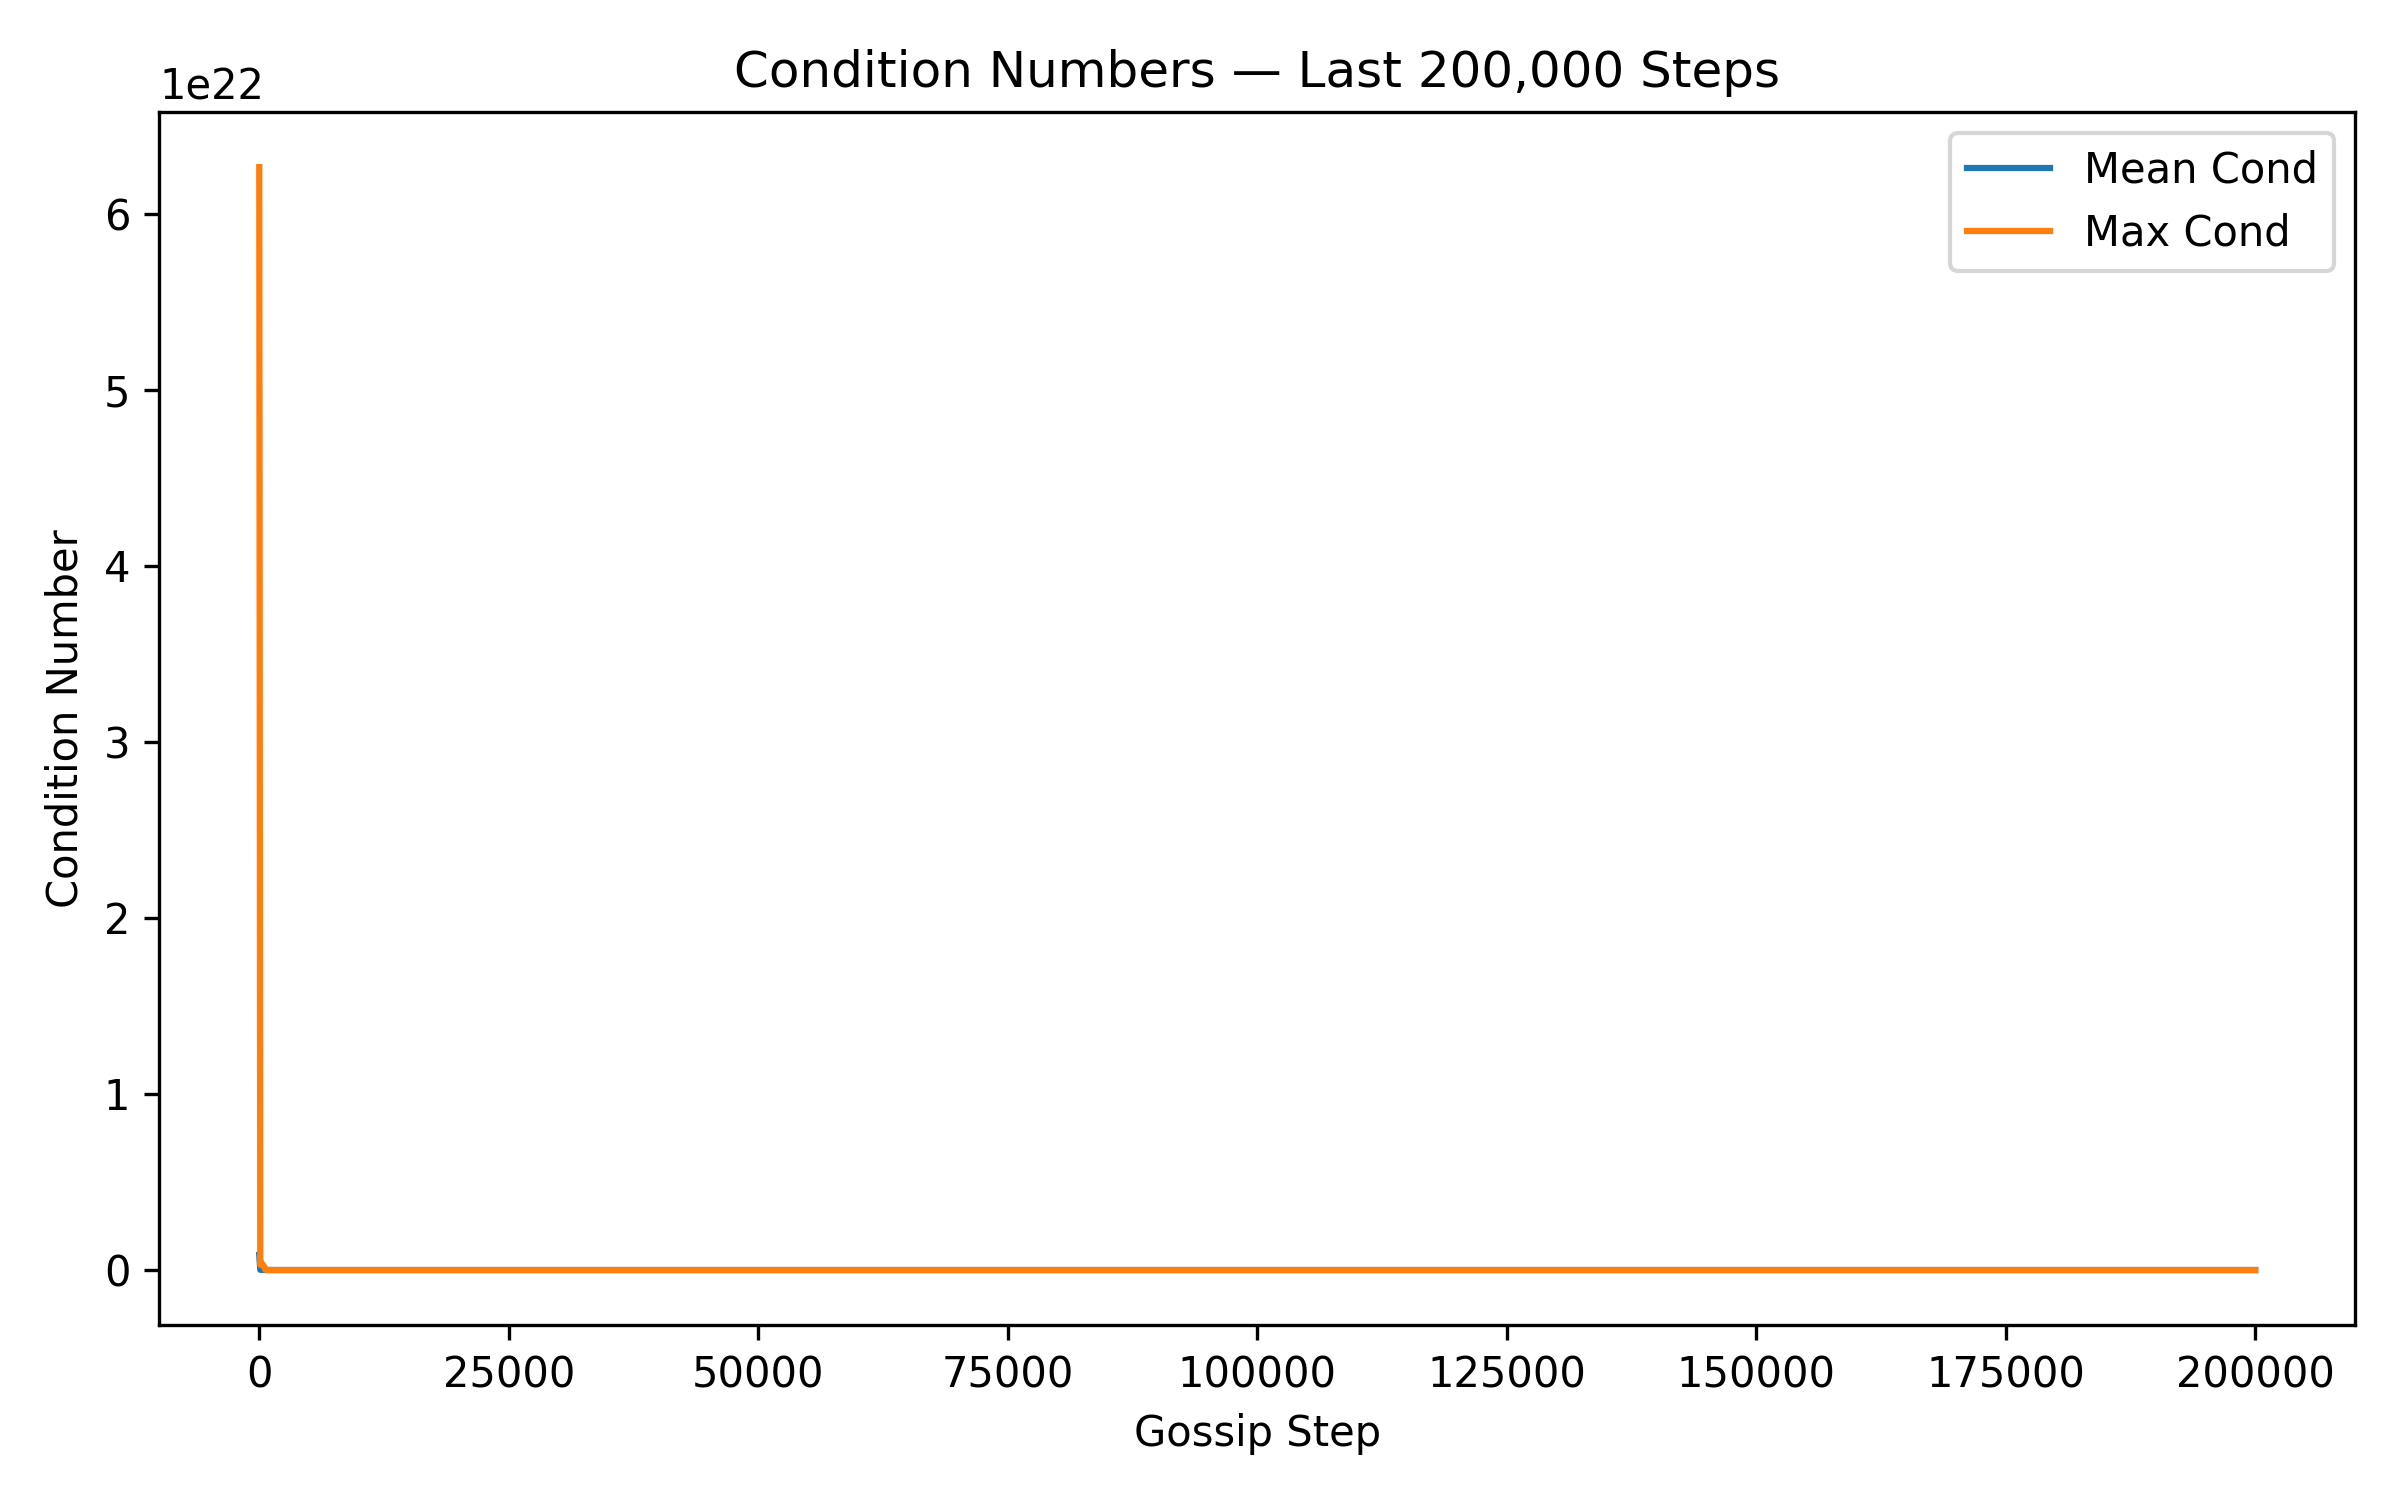 Condition Numbers — Last 200,000 Steps
1e22
Mean Cond
Max Cond
6
5
4
3
2
1
0
Condition Number
0 25000 50000 75000 100000 125000 150000 175000 200000
Gossip Step